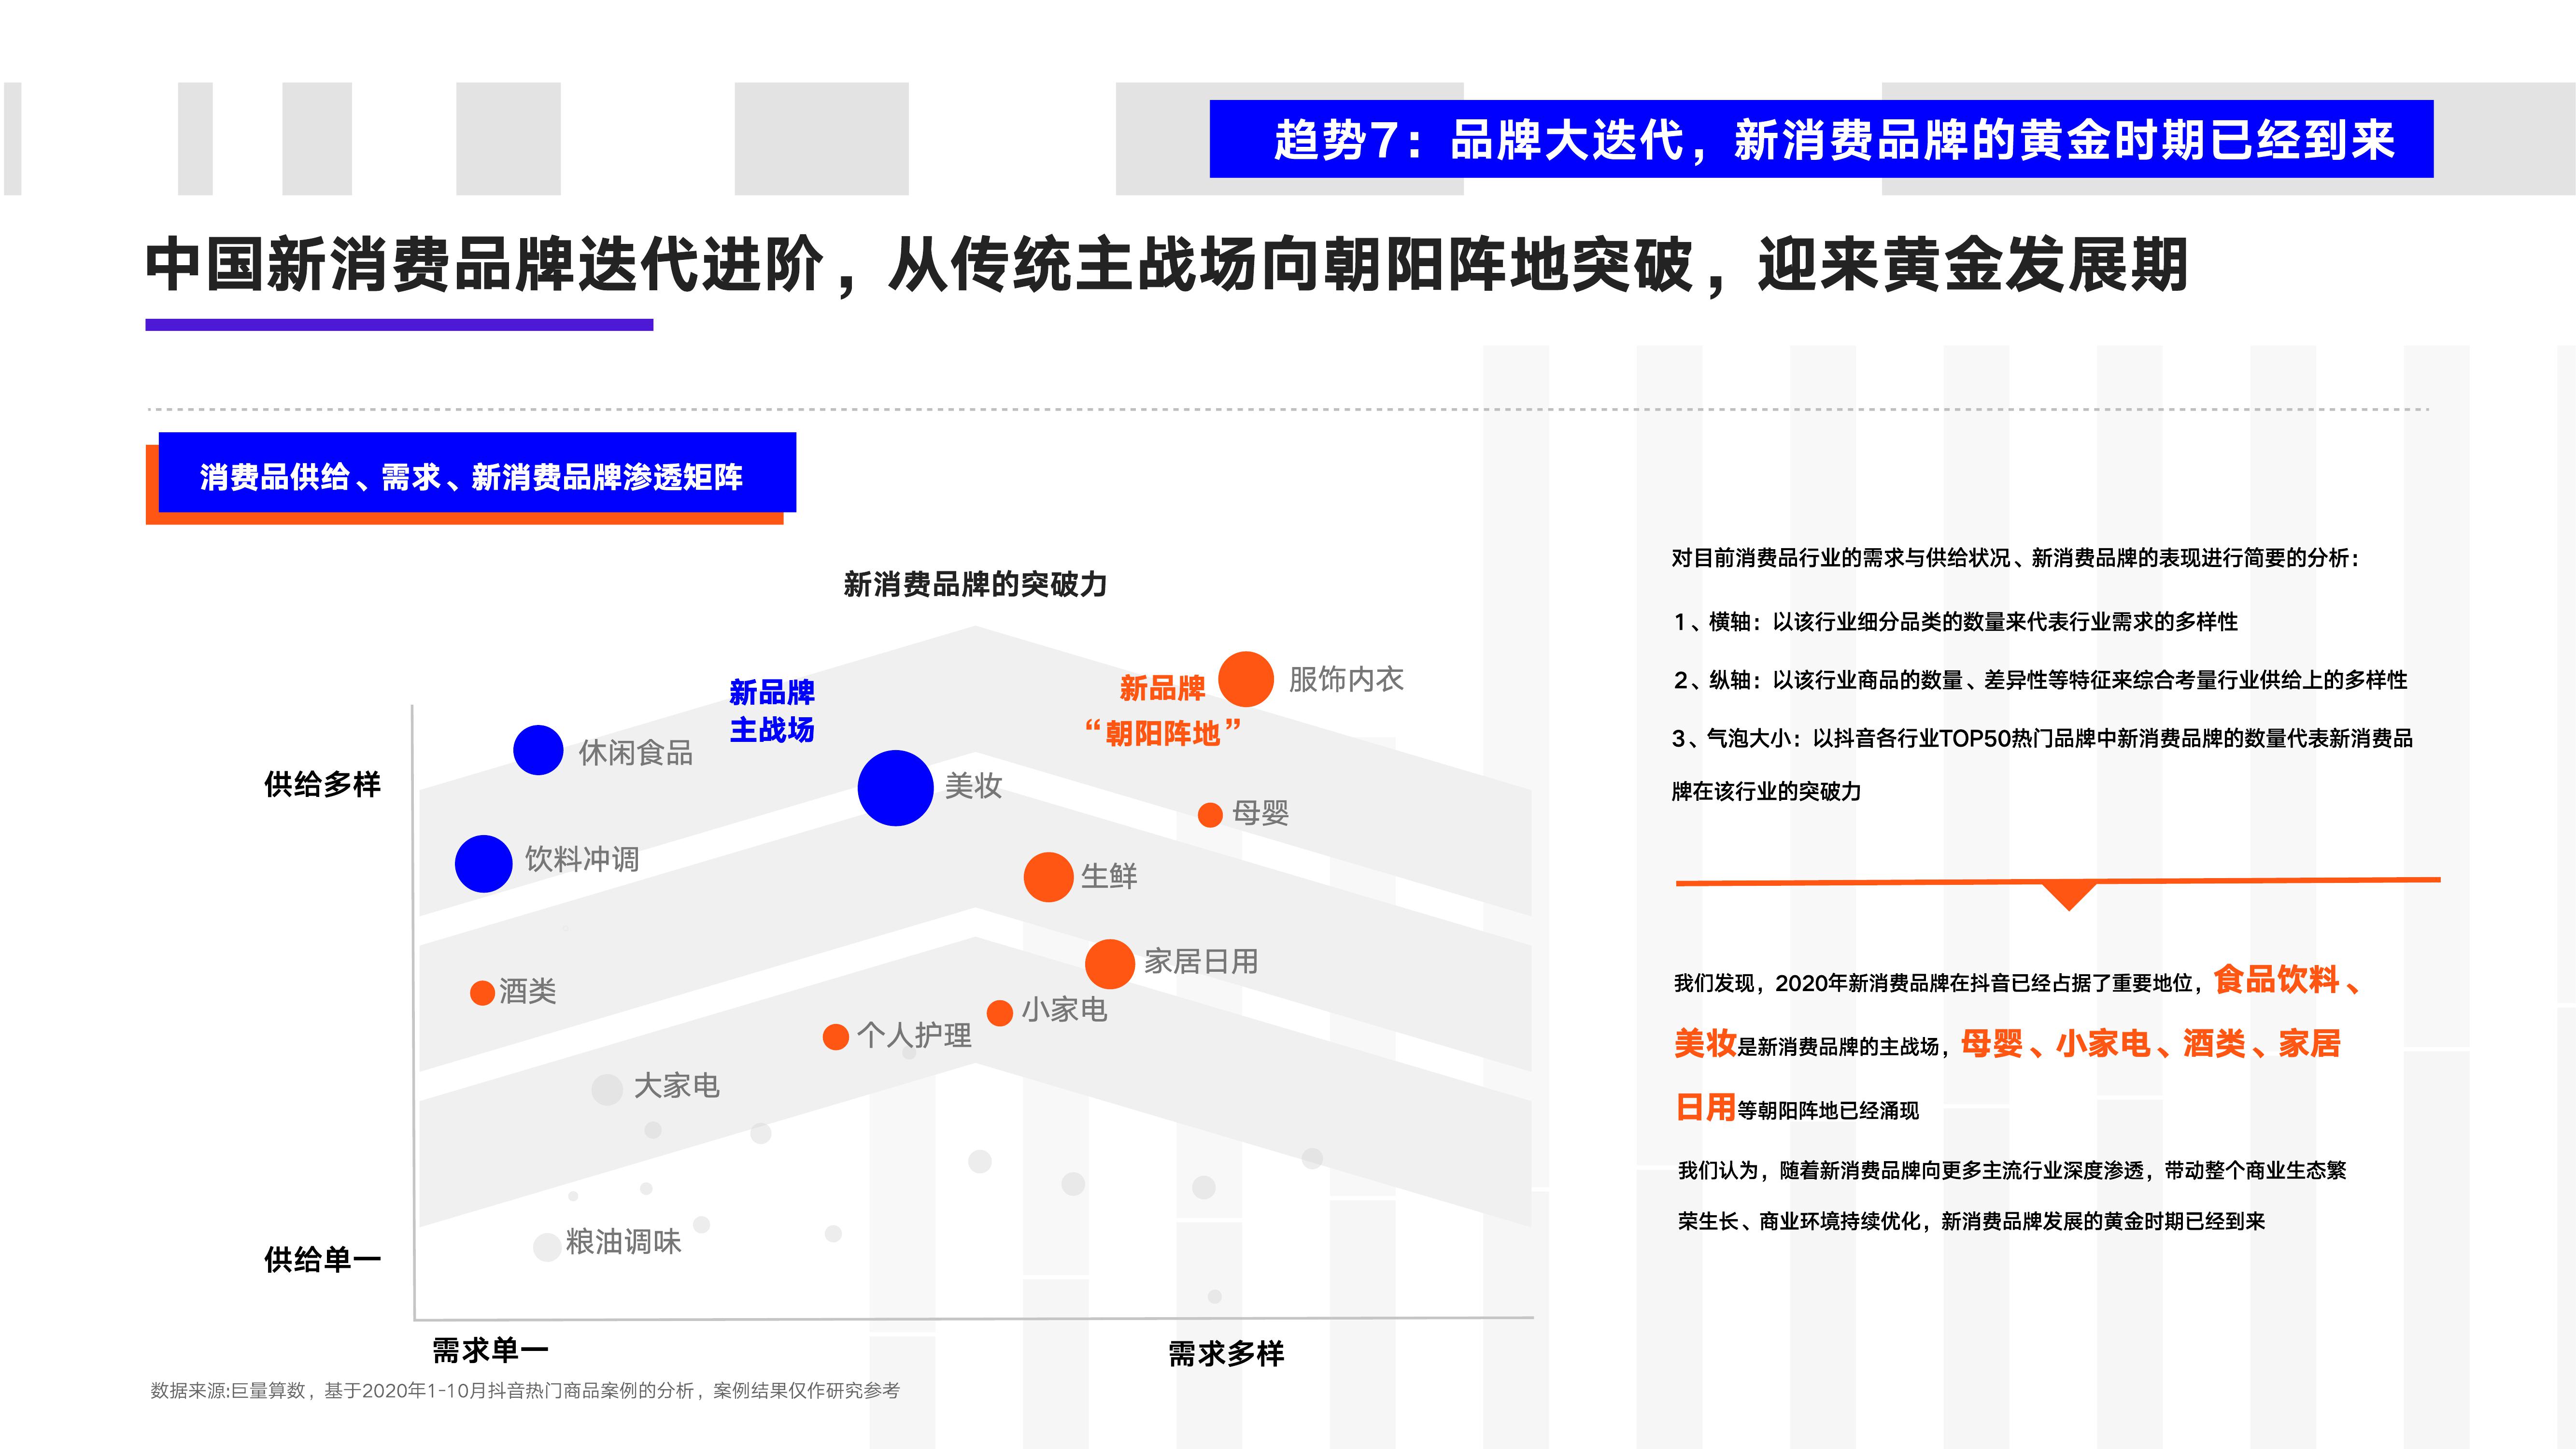 趋势7：品牌大迭代，新消费品牌的黄金时期已经到来
中国新消费品牌迭代进阶，从传统主战场向朝阳阵地突破，迎来黄金发展期
消费品供给、需求、新消费品牌渗透矩阵
新消费品牌的突破力
新品牌
主战场
新品牌
“朝阳阵地”
服饰内衣
休闲食品
美妆
母婴
饮料冲调
生鲜
家居日用
酒类
小家电
个人护理
大家电
粮油调味
供给多样
供给单一
需求单一
需求多样
数据来源:巨量算数，基于2020年1-10月抖音热门商品案例的分析，案例结果仅作研究参考
对目前消费品行业的需求与供给状况、新消费品牌的表现进行简要的分析：
1、横轴：以该行业细分品类的数量来代表行业需求的多样性
2、纵轴：以该行业商品的数量、差异性等特征来综合考量行业供给上的多样性
3、气泡大小：以抖音各行业TOP50热门品牌中新消费品牌的数量代表新消费品
牌在该行业的突破力
我们发现，2020年新消费品牌在抖音已经占据了重要地位，食品饮料、
美妆是新消费品牌的主战场，母婴、小家电、酒类、家居
日用等朝阳阵地已经涌现
我们认为，随着新消费品牌向更多主流行业深度渗透，带动整个商业生态繁
荣生长、商业环境持续优化，新消费品牌发展的黄金时期已经到来